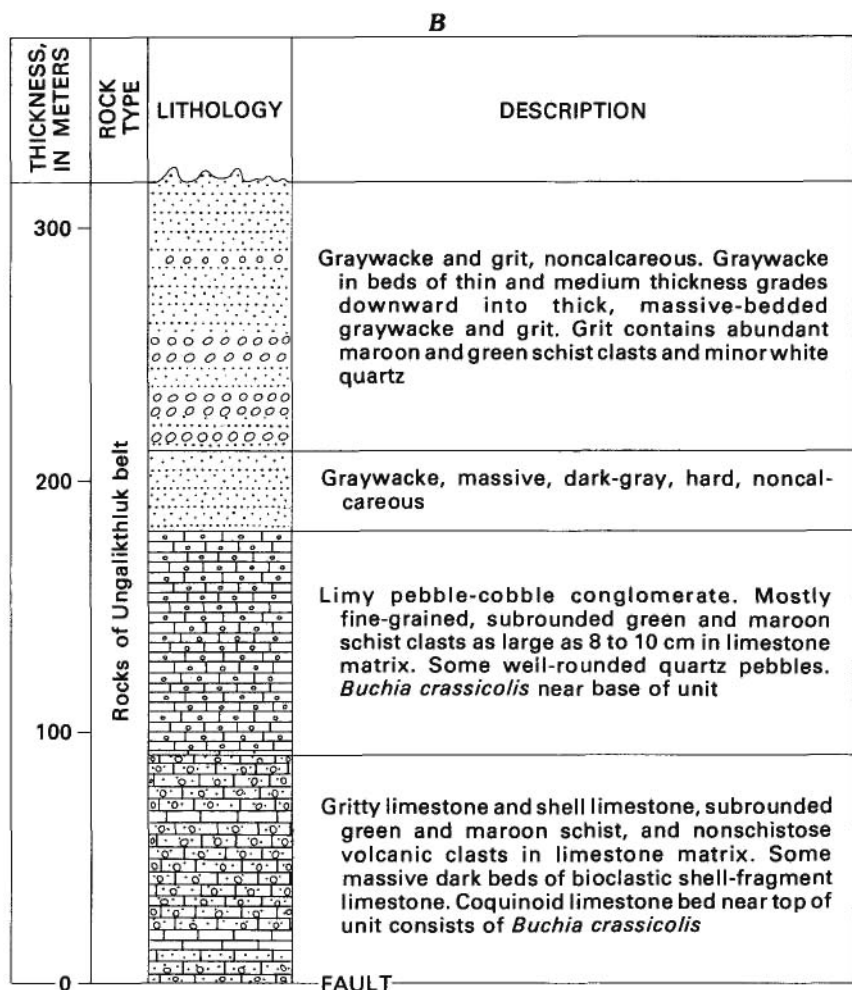 B
THICKNESS,
IN METERS
ROCK
TYPE
LITHOLOGY
DESCRIPTION
300
Graywacke and grit, noncalcareous. Graywacke
in beds of thin and medium thickness grades
downward into thick, massive-bedded
graywacke and grit. Grit contains abundant
maroon and green schist clasts and minor white
quartz
Rocks of Ungalikthluk belt
200
Graywacke, massive, dark-gray, hard, noncal-
careous
Limy pebble-cobble conglomerate. Mostly
fine-grained, subrounded green and maroon
schist clasts as large as 8 to 10 cm in limestone
matrix. Some well-rounded quartz pebbles.
Buchia crassicolis near base of unit
100
Gritty limestone and shell limestone, subrounded
green and maroon schist, and nonschistose
volcanic clasts in limestone matrix. Some
massive dark beds of bioclastic shell-fragment
limestone. Coquinoid limestone bed near top of
unit consists of Buchia crassicolis
0
FAULT